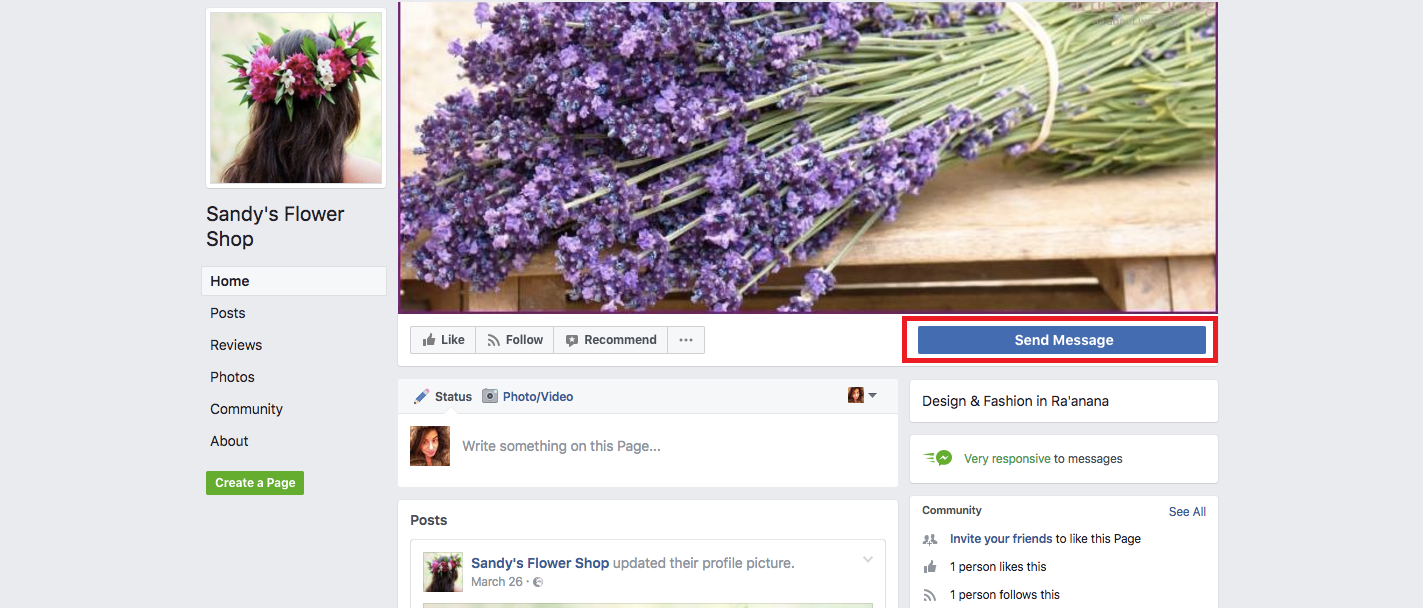 Sandy's Flower
Shop
Home
Posts
Reviews
Photos
Community
About
Create a Page
Like
Follow
Recommend
Send Message
Status
Photo/Video
Write something on this Page...
Posts
Sandy's Flower Shop updated their profile picture.
March 26 ·
Design & Fashion in Ra'anana
Very responsive to messages
Community
See All
Invite your friends to like this Page
1 person likes this
1 person follows this